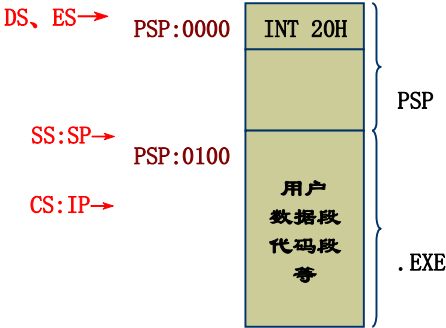 DS、ES
PSP:0000
INT 20H
PSP
SS:SP
PSP:0100
CS:IP
用户
数据段
代码段
等
.EXE